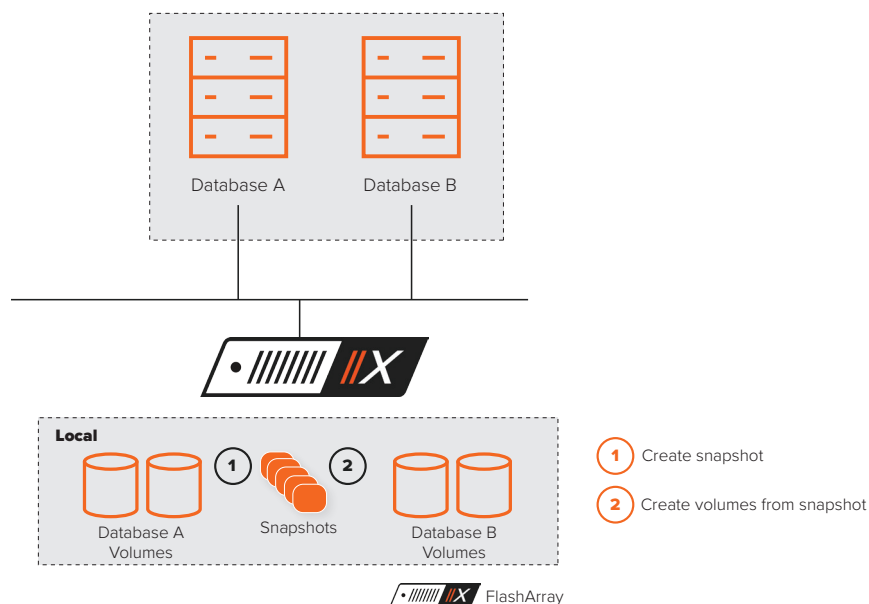 Database A
Database B
//X
Local
1
2
Database A
Volumes
Snapshots
Database B
Volumes
1 Create snapshot
2 Create volumes from snapshot
//X FlashArray